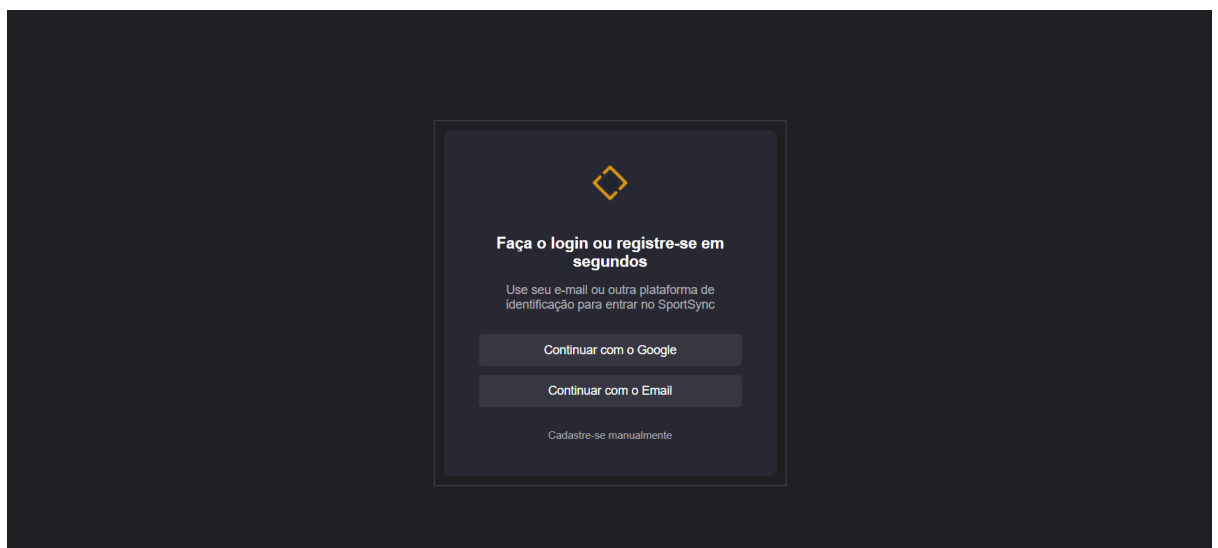 Faça o login ou registre-se em
segundos
Use seu e-mail ou outra plataforma de
identificação para entrar no SportSync
Continuar com o Google
Continuar com o Email
Cadastre-se manualmente